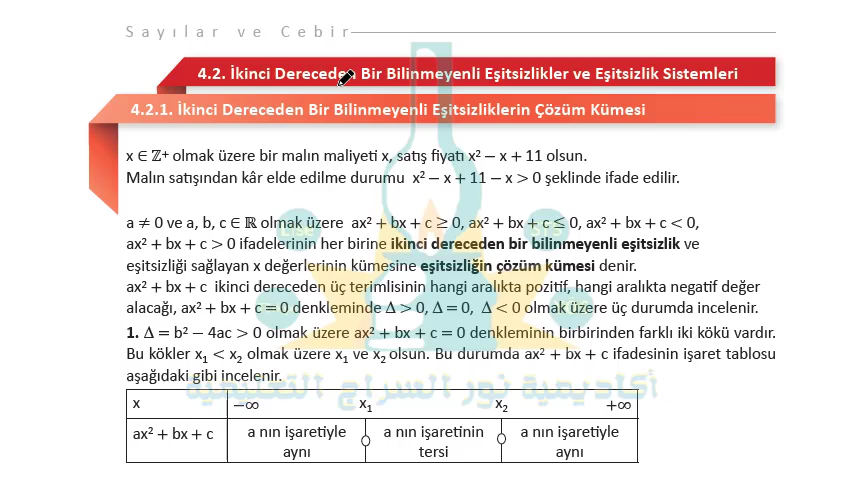 Sayılar ve Cebir
4.2. İkinci Dereceden Bir Bilinmeyenli Eşitsizlikler ve Eşitsizlik Sistemleri
4.2.1. İkinci Dereceden Bir Bilinmeyenli Eşitsizliklerin Çözüm Kümesi
x ∈ ℤ⁺ olmak üzere bir malın maliyeti x, satış fiyatı x² − x + 11 olsun.
Malın satışından kâr elde edilme durumu x² − x + 11 − x > 0 şeklinde ifade edilir.
a ≠ 0 ve a, b, c ∈ ℝ olmak üzere ax² + bx + c ≥ 0, ax² + bx + c ≤ 0, ax² + bx + c < 0,
ax² + bx + c > 0 ifadelerinin her birine ikinci dereceden bir bilinmeyenli eşitsizlik ve
eşitsizliği sağlayan x değerlerinin kümesine eşitsizliğin çözüm kümesi denir.
ax² + bx + c ikinci dereceden üç terimlisinin hangi aralıkta pozitif, hangi aralıkta negatif değer
alacağı, ax² + bx + c = 0 denkleminde Δ > 0, Δ = 0, Δ < 0 olmak üzere üç durumda incelenir.
1. Δ = b² − 4ac > 0 olmak üzere ax² + bx + c = 0 denkleminin birbirinden farklı iki kökü vardır.
Bu kökler x₁ < x₂ olmak üzere x₁ ve x₂ olsun. Bu durumda ax² + bx + c ifadesinin işaret tablosu
aşağıdaki gibi incelenir.
أكاديمية نور السراج التعليمية
x −∞ x₁ x₂ +∞
ax² + bx + c a nın işaretiyle a nın işaretinin a nın işaretiyle
aynı tersi aynı